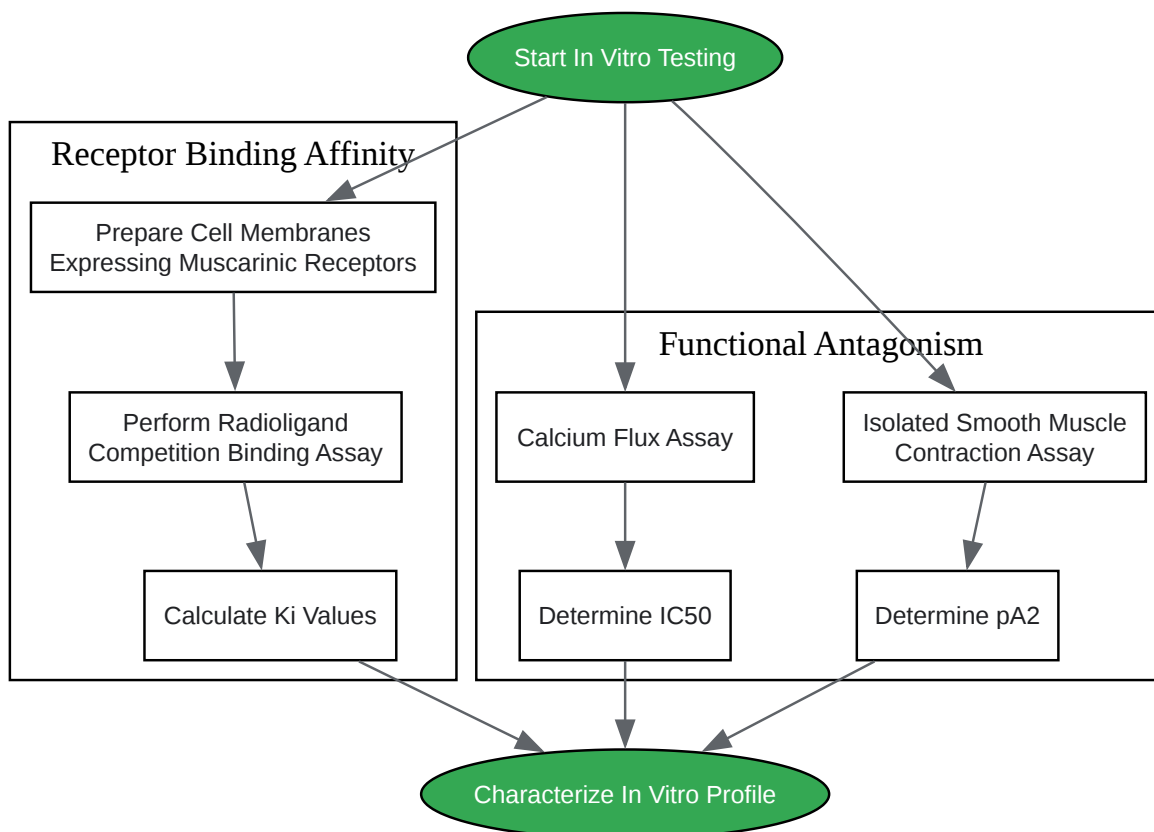 Start In Vitro Testing
Receptor Binding Affinity
Prepare Cell Membranes
Expressing Muscarinic Receptors
Perform Radioligand
Competition Binding Assay
Calculate Ki Values
Functional Antagonism
Calcium Flux Assay
Determine IC50
Isolated Smooth Muscle
Contraction Assay
Determine pA2
Characterize In Vitro Profile